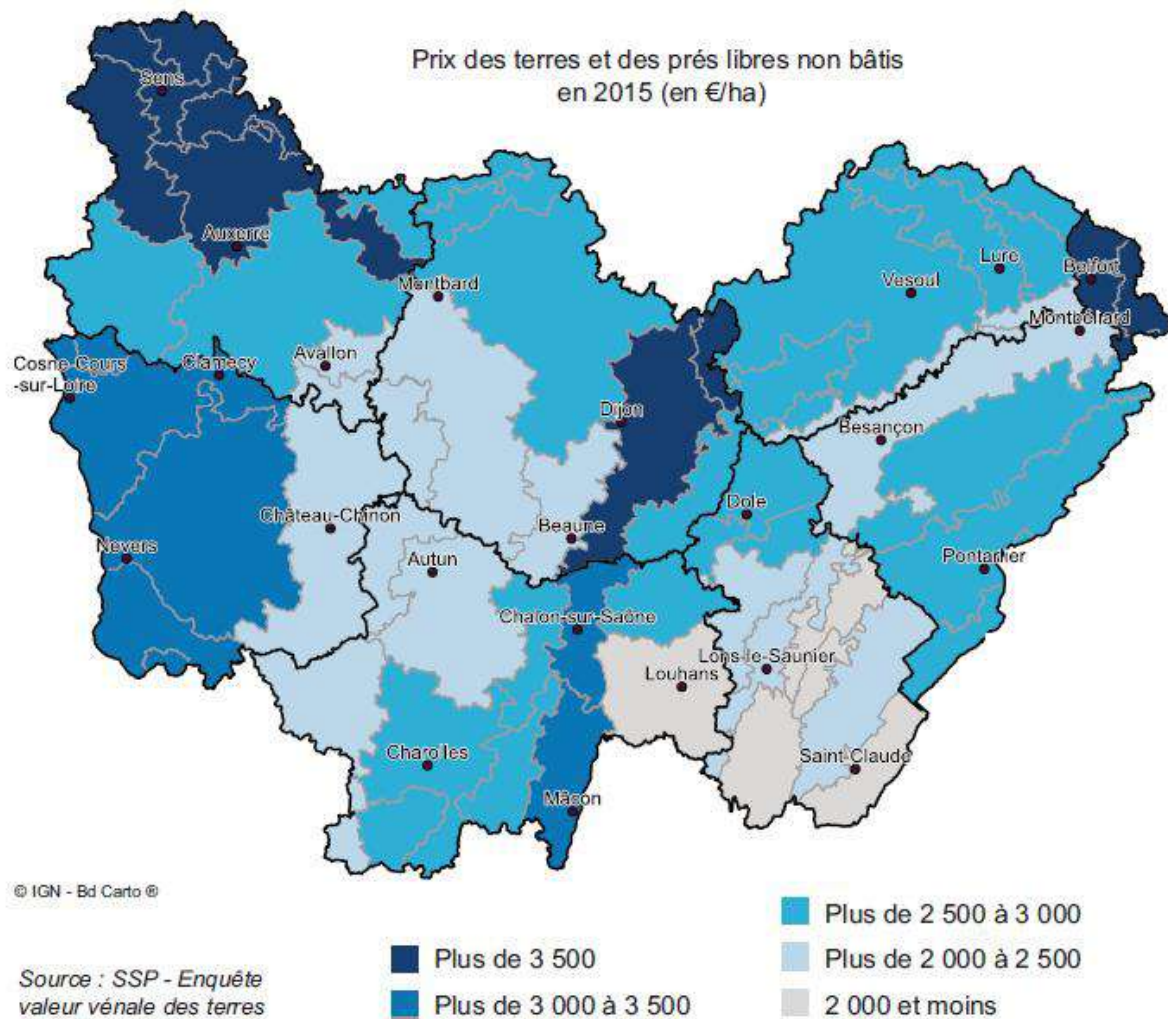 Prix des terres et des prés libres non bâtis
en 2015 (en €/ha)
Sens
Auxerre
Montbard
Vesoul
Lure
Belfort
Montbéliard
Cosne-Cours
-sur-Loire
Clamecy
Avallon
Dijon
Besançon
Dole
Château-Chinon
Beaune
Nevers
Autun
Pontarlier
Chalon-sur-Saône
Louhans
Lons-le-Saunier
Charolles
Saint-Claude
Mâcon
© IGN - Bd Carto ®
Source : SSP - Enquête
valeur vénale des terres
Plus de 3 500
Plus de 3 000 à 3 500
Plus de 2 500 à 3 000
Plus de 2 000 à 2 500
2 000 et moins